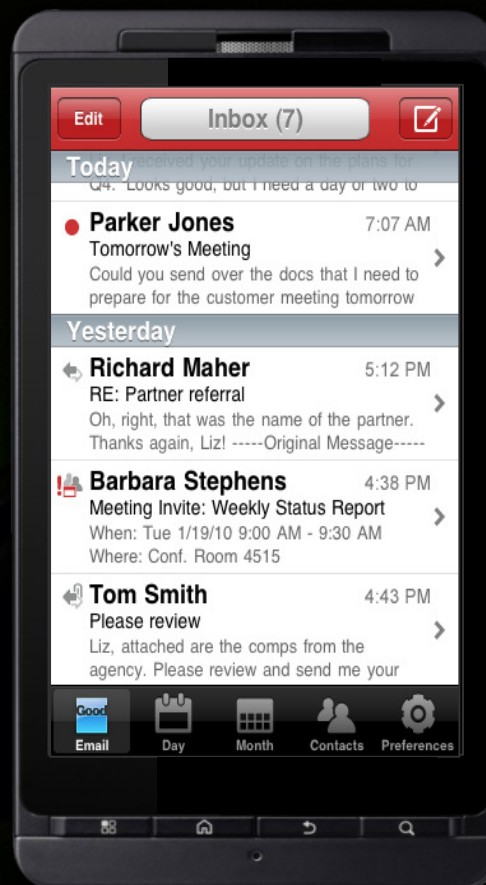 Edit
Inbox (7)
Today
received your update on the plans for
Q4. Looks good, but I need a day or two to
Parker Jones 7:07 AM
Tomorrow's Meeting
Could you send over the docs that I need to
prepare for the customer meeting tomorrow
Yesterday
Richard Maher 5:12 PM
RE: Partner referral
Oh, right, that was the name of the partner.
Thanks again, Liz! -----Original Message-----
Barbara Stephens 4:38 PM
Meeting Invite: Weekly Status Report
When: Tue 1/19/10 9:00 AM - 9:30 AM
Where: Conf. Room 4515
Tom Smith 4:43 PM
Please review
Liz, attached are the comps from the
agency. Please review and send me your
Good
Email Day Month Contacts Preferences